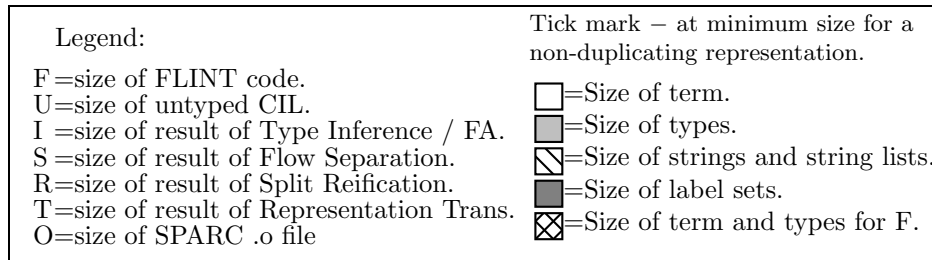 Legend:
F=size of FLINT code.
U=size of untyped CIL.
I =size of result of Type Inference / FA.
S =size of result of Flow Separation.
R=size of result of Split Reification.
T=size of result of Representation Trans.
O=size of SPARC .o file
Tick mark − at minimum size for a
non-duplicating representation.
=Size of term.
=Size of types.
=Size of strings and string lists.
=Size of label sets.
=Size of term and types for F.